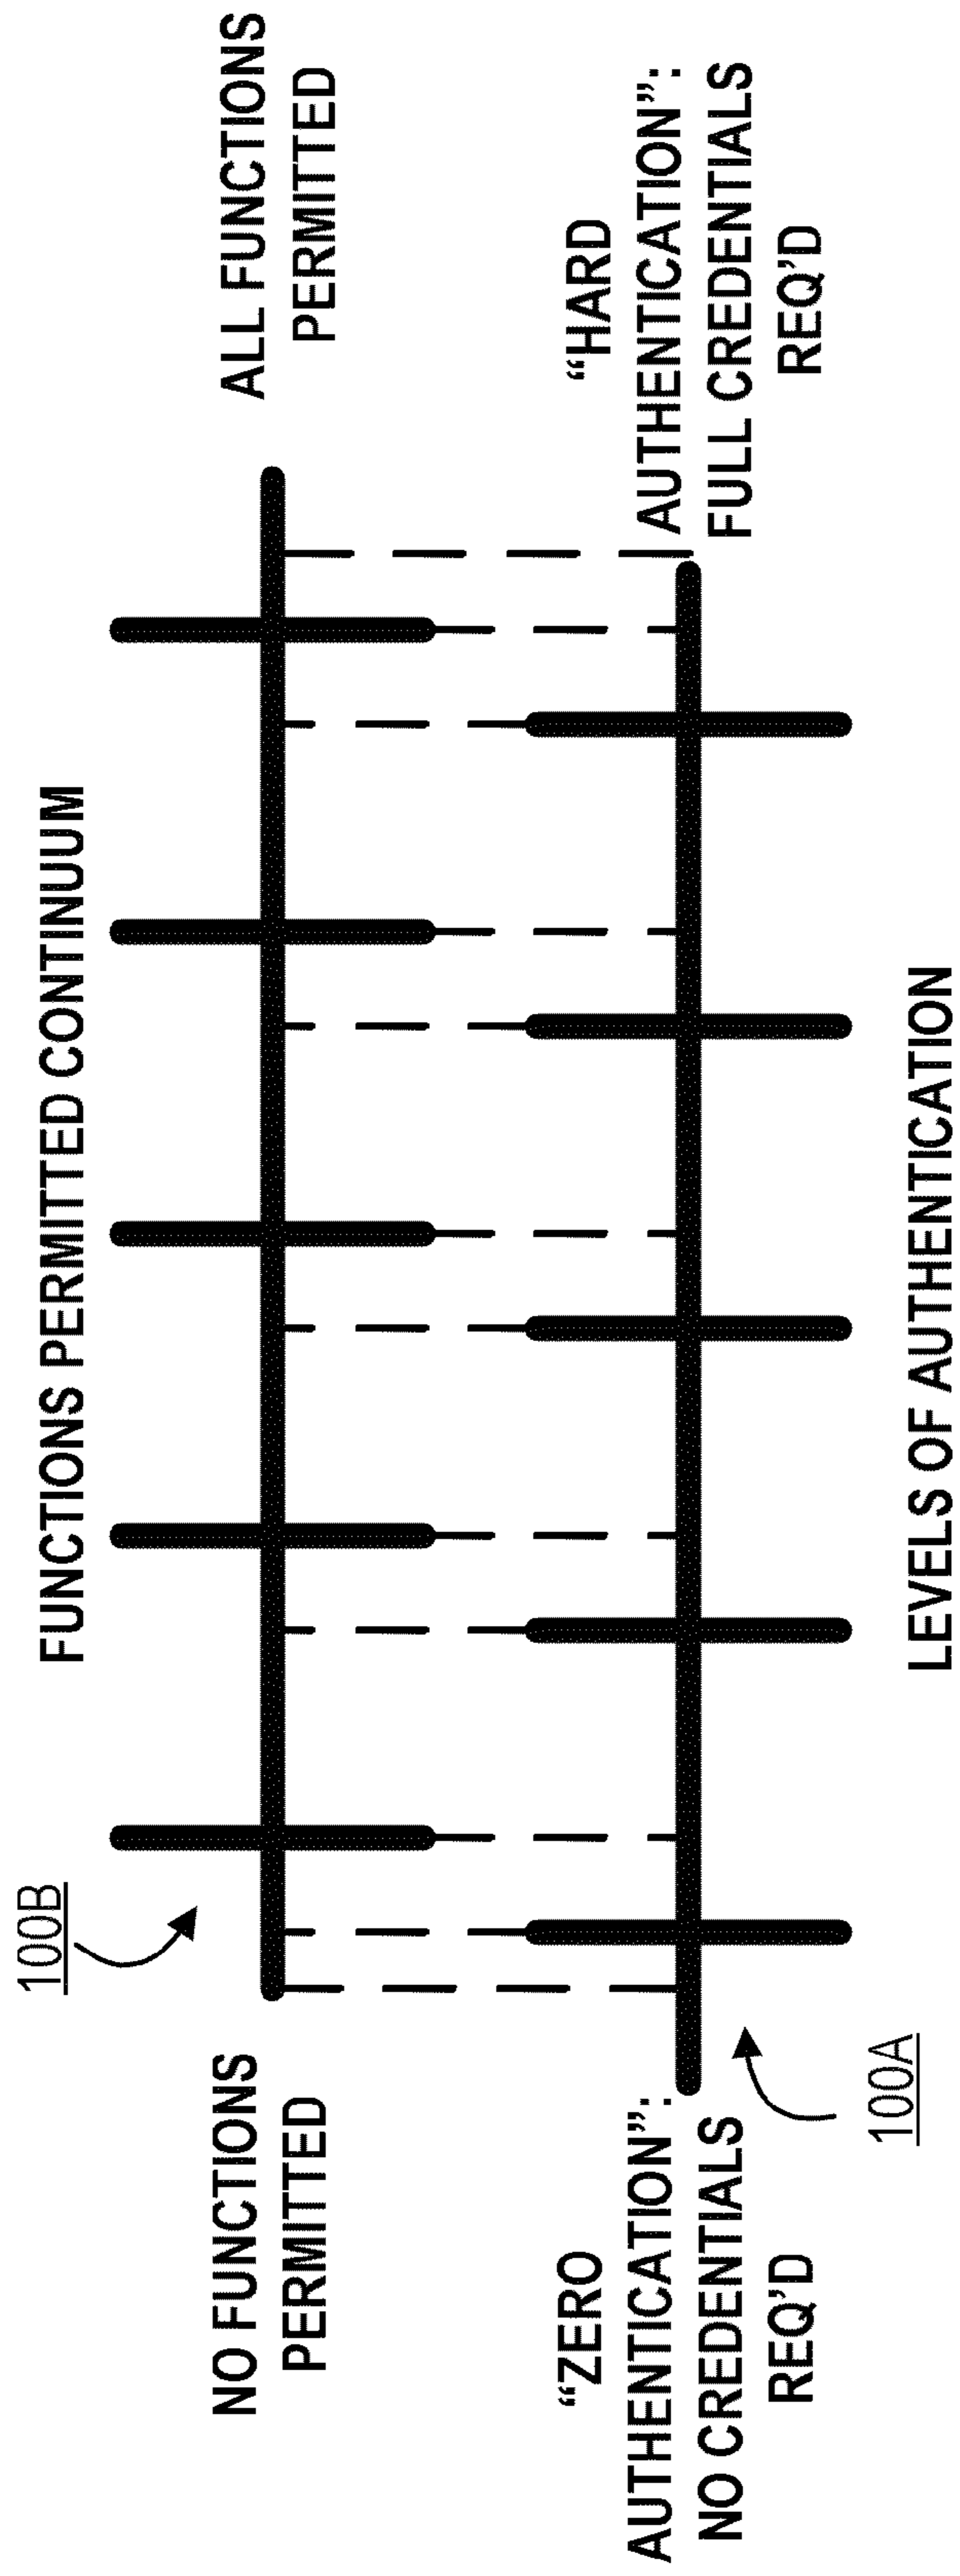 FUNCTIONS PERMITTED CONTINUUM
100B
NO FUNCTIONS
PERMITTED
ALL FUNCTIONS
PERMITTED
“ZERO
AUTHENTICATION”:
NO CREDENTIALS
REQ’D
“HARD
AUTHENTICATION”:
FULL CREDENTIALS
REQ’D
100A
LEVELS OF AUTHENTICATION